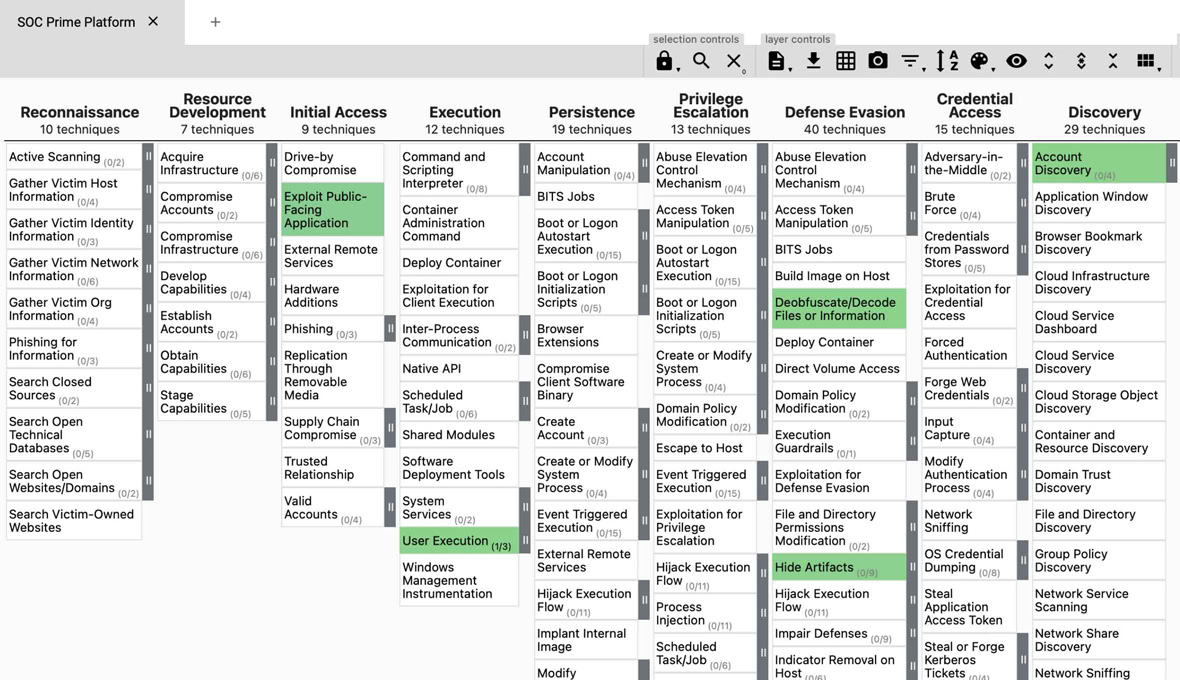 SOC Prime Platform
selection controls
layer controls
0
A
Z
Reconnaissance
10 techniques
Active Scanning (0/2)
Gather Victim Host
Information (0/4)
Gather Victim Identity
Information (0/3)
Gather Victim Network
Information (0/6)
Gather Victim Org
Information (0/4)
Phishing for
Information (0/3)
Search Closed
Sources (0/2)
Search Open
Technical
Databases (0/5)
Search Open
Websites/Domains (0/2)
Search Victim-Owned
Websites
Resource
Development
7 techniques
Acquire
Infrastructure (0/6)
Compromise
Accounts (0/2)
Compromise
Infrastructure (0/6)
Develop
Capabilities (0/4)
Establish
Accounts (0/2)
Obtain
Capabilities (0/6)
Stage
Capabilities (0/5)
Initial Access
9 techniques
Drive-by
Compromise
Exploit Public-
Facing
Application
External Remote
Services
Hardware
Additions
Phishing (0/3)
Replication
Through
Removable
Media
Supply Chain
Compromise (0/3)
Trusted
Relationship
Valid
Accounts (0/4)
Execution
12 techniques
Command and
Scripting
Interpreter (0/8)
Container
Administration
Command
Deploy Container
Exploitation for
Client Execution
Inter-Process
Communication (0/2)
Native API
Scheduled
Task/Job (0/6)
Shared Modules
Software
Deployment Tools
System
Services (0/2)
User Execution (1/3)
Windows
Management
Instrumentation
Persistence
19 techniques
Account
Manipulation (0/4)
BITS Jobs
Boot or Logon
Autostart
Execution (0/15)
Boot or Logon
Initialization
Scripts (0/5)
Browser
Extensions
Compromise
Client Software
Binary
Create
Account (0/3)
Create or Modify
System
Process (0/4)
Event Triggered
Execution (0/15)
External Remote
Services
Hijack Execution
Flow (0/11)
Implant Internal
Image
Modify
Privilege
Escalation
13 techniques
Abuse Elevation
Control
Mechanism (0/4)
Access Token
Manipulation (0/5)
Boot or Logon
Autostart
Execution (0/15)
Boot or Logon
Initialization
Scripts (0/5)
Create or Modify
System
Process (0/4)
Domain Policy
Modification (0/2)
Escape to Host
Event Triggered
Execution (0/15)
Exploitation for
Privilege
Escalation
Hijack Execution
Flow (0/11)
Process
Injection (0/11)
Scheduled
Task/Job (0/6)
Defense Evasion
40 techniques
Abuse Elevation
Control
Mechanism (0/4)
Access Token
Manipulation (0/5)
BITS Jobs
Build Image on Host
Deobfuscate/Decode
Files or Information
Deploy Container
Direct Volume Access
Domain Policy
Modification (0/2)
Execution
Guardrails (0/1)
Exploitation for
Defense Evasion
File and Directory
Permissions
Modification (0/2)
Hide Artifacts (0/9)
Hijack Execution
Flow (0/11)
Impair Defenses (0/9)
Indicator Removal on
Host (0/6)
Credential
Access
15 techniques
Adversary-in-
the-Middle (0/2)
Brute
Force (0/4)
Credentials
from Password
Stores (0/5)
Exploitation for
Credential
Access
Forced
Authentication
Forge Web
Credentials (0/2)
Input
Capture (0/4)
Modify
Authentication
Process (0/4)
Network
Sniffing
OS Credential
Dumping (0/8)
Steal
Application
Access Token
Steal or Forge
Kerberos
Tickets (0/4)
Discovery
29 techniques
Account
Discovery (0/4)
Application Window
Discovery
Browser Bookmark
Discovery
Cloud Infrastructure
Discovery
Cloud Service
Dashboard
Cloud Service
Discovery
Cloud Storage Object
Discovery
Container and
Resource Discovery
Domain Trust
Discovery
File and Directory
Discovery
Group Policy
Discovery
Network Service
Scanning
Network Share
Discovery
Network Sniffing